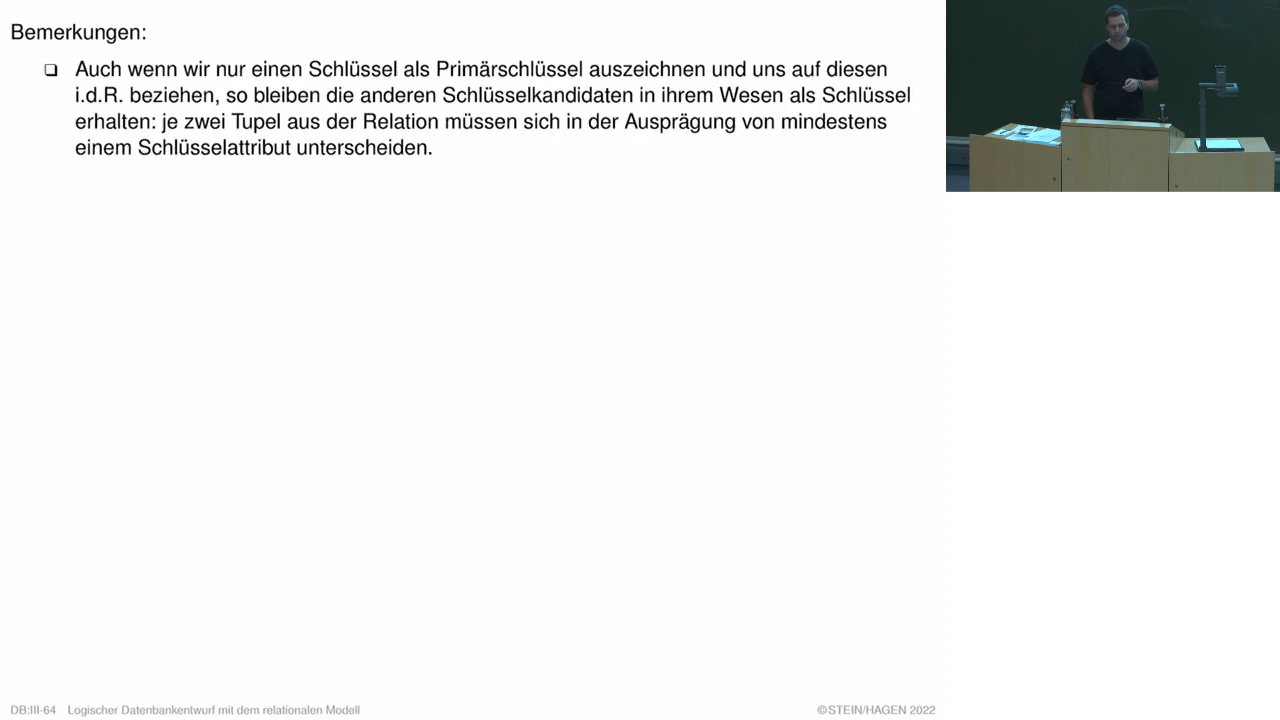 Bemerkungen:
❑ Auch wenn wir nur einen Schlüssel als Primärschlüssel auszeichnen und uns auf diesen
i.d.R. beziehen, so bleiben die anderen Schlüsselkandidaten in ihrem Wesen als Schlüssel
erhalten: je zwei Tupel aus der Relation müssen sich in der Ausprägung von mindestens
einem Schlüsselattribut unterscheiden.
DB:III-64 Logischer Datenbankentwurf mit dem relationalen Modell
©STEIN/HAGEN 2022